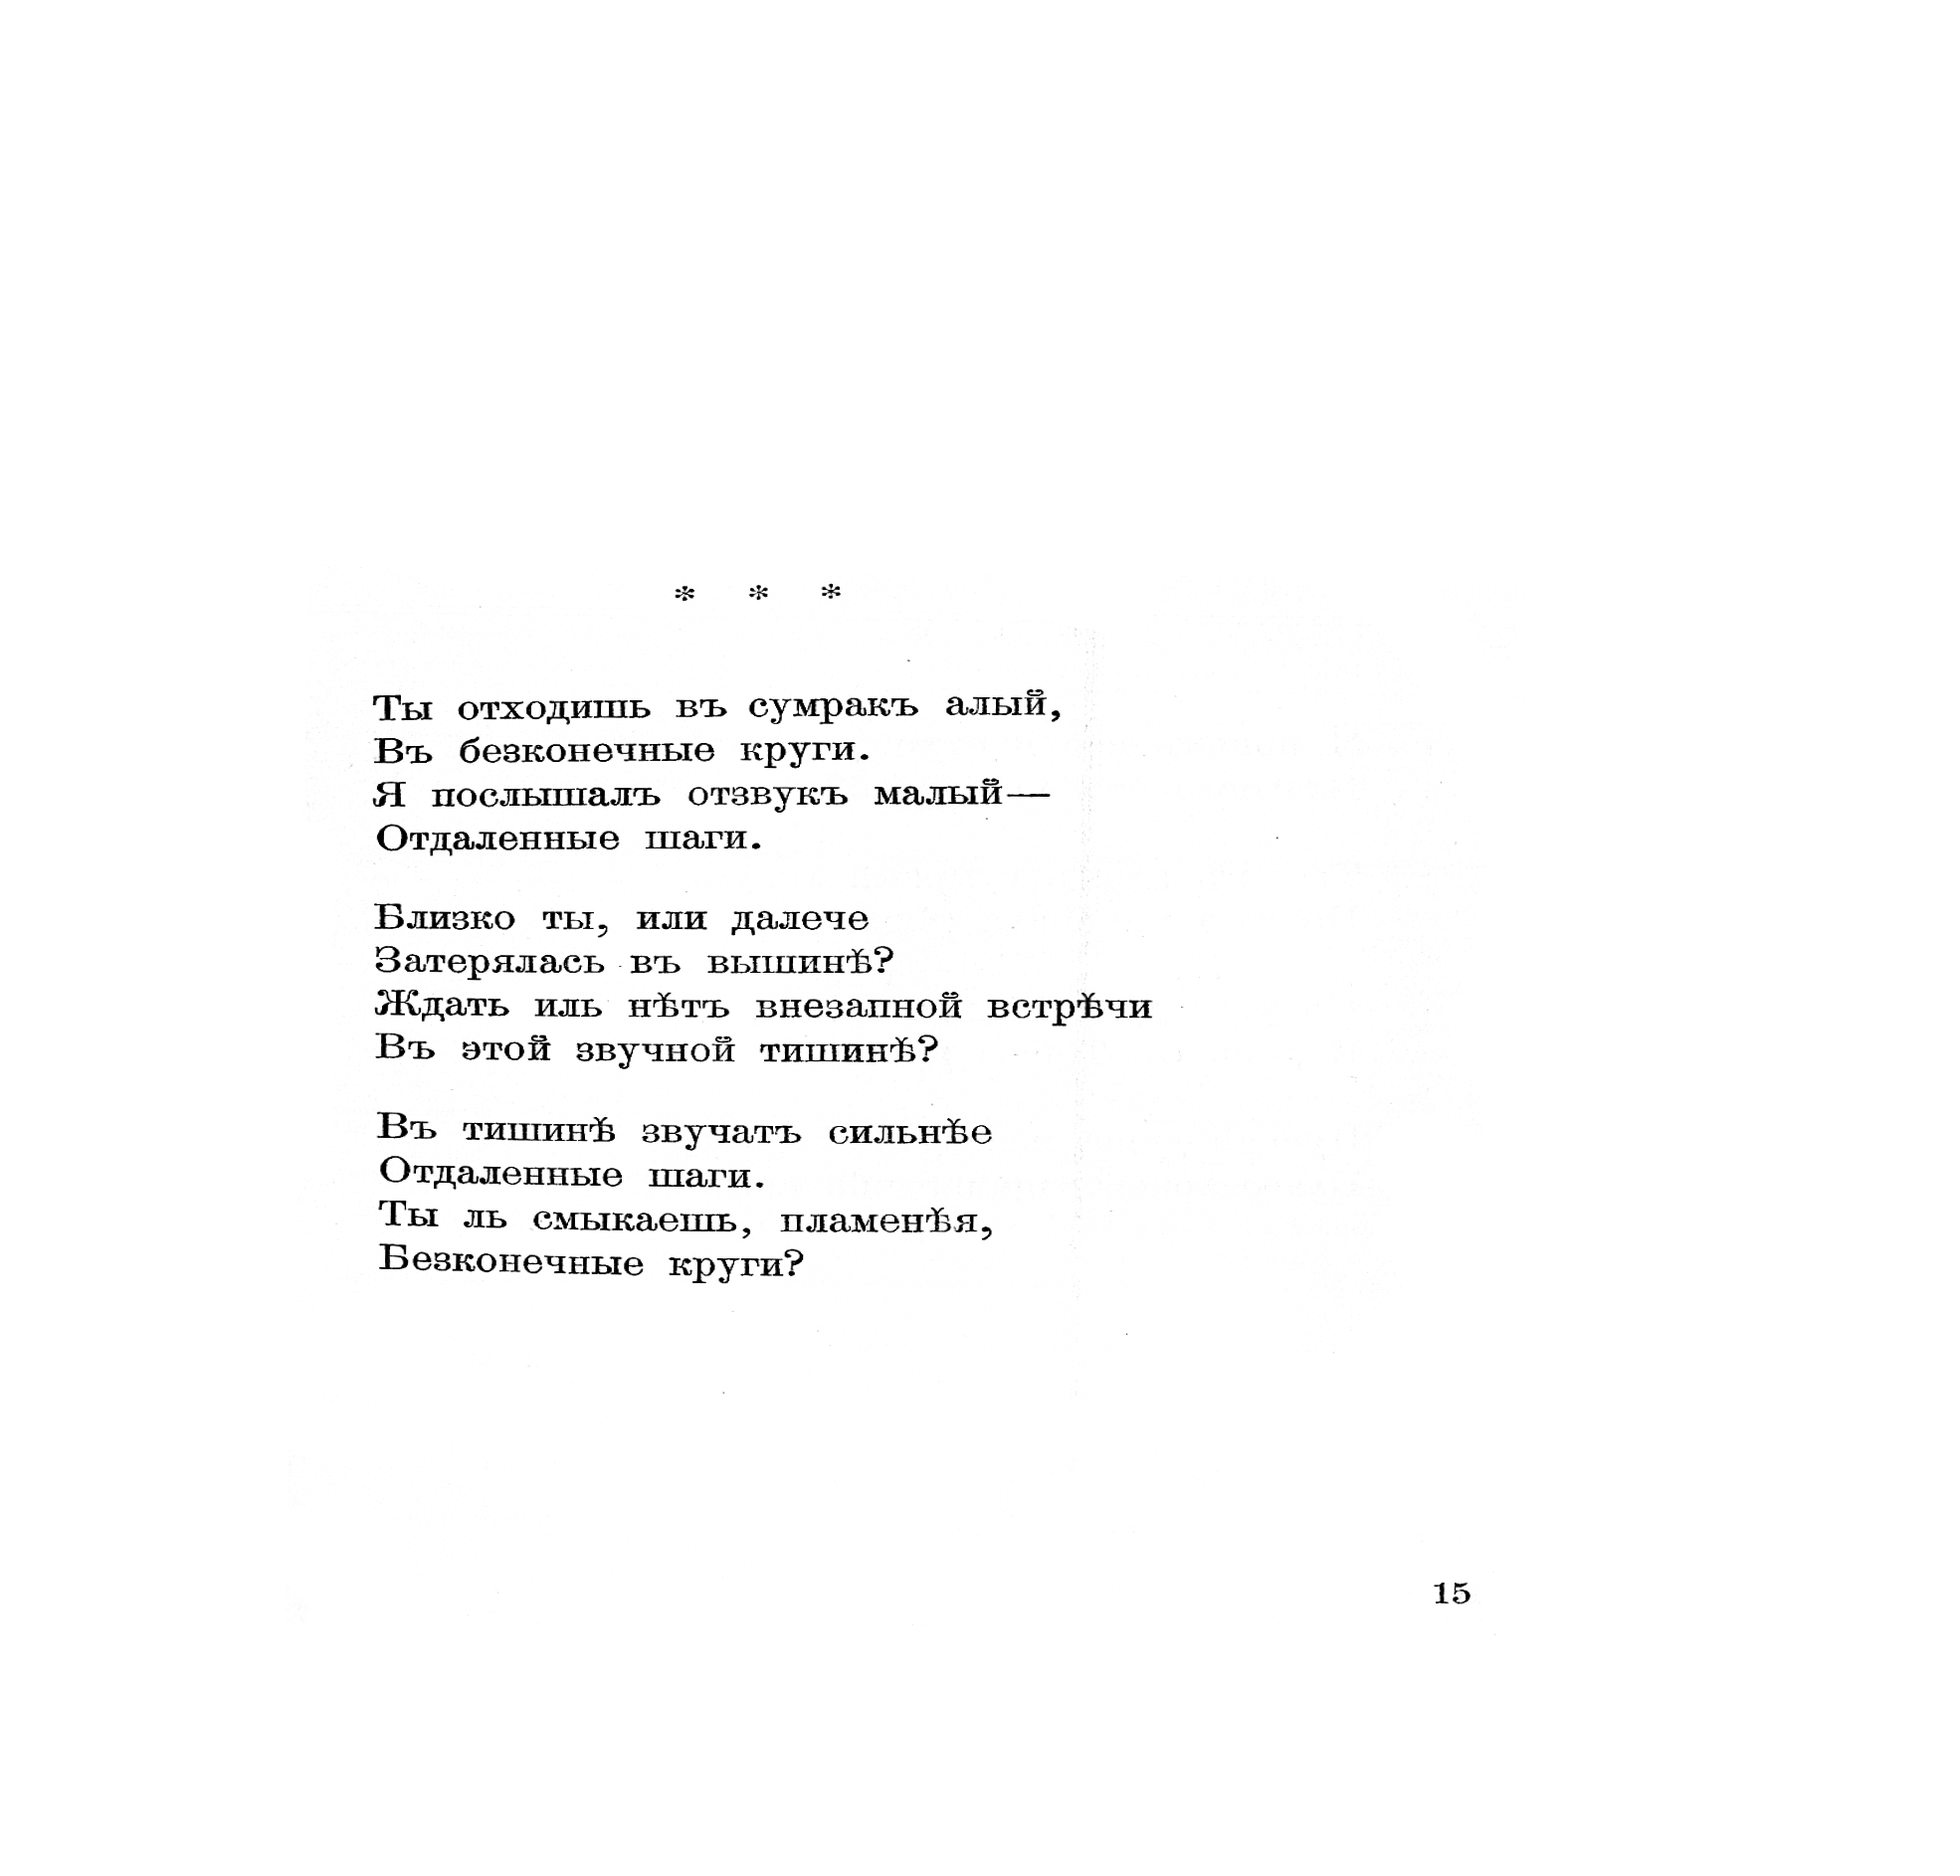 * * *
Ты отходишь въ сумракъ алый,
Въ безконечные круги.
Я послышалъ отзвукъ малый—
Отдаленные шаги.
Близко ты, или далече
Затерялась въ вышинѣ?
Ждать иль нѣтъ внезапной встрѣчи
Въ этой звучной тишинѣ?
Въ тишинѣ звучатъ сильнѣе
Отдаленные шаги.
Ты ль смыкаешь, пламенѣя,
Безконечные круги?
15